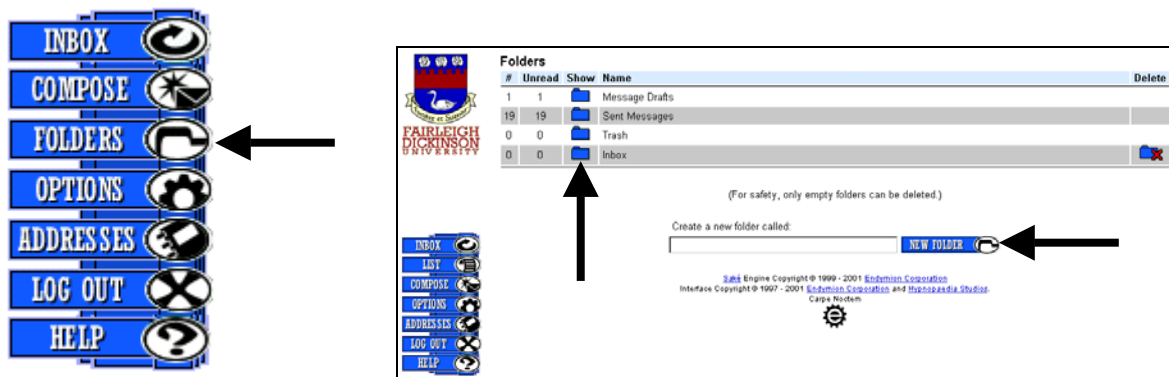 INBOX
COMPOSE
FOLDERS
OPTIONS
ADDRESSES
LOG OUT
HELP
FAIRLEIGH
DICKINSON
UNIVERSITY
INBOX
LIST
COMPOSE
OPTIONS
ADDRESSES
LOG OUT
HELP
Folders
# Unread Show Name Delete
1 1 Message Drafts
19 19 Sent Messages
0 0 Trash
0 0 Inbox
(For safety, only empty folders can be deleted.)
Create a new folder called:
NEW FOLDER
Saké Engine Copyright © 1999 - 2001 Endymion Corporation
Interface Copyright © 1997 - 2001 Endymion Corporation and Hypnopaedia Studios.
Carpe Noctem